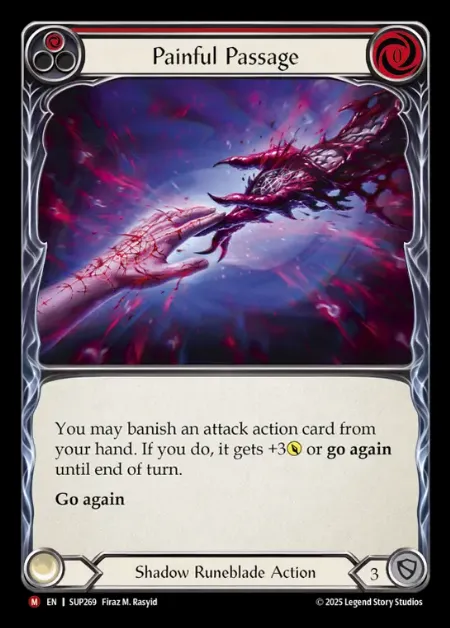 Painful Passage
0
You may banish an attack action card from
your hand. If you do, it gets +3 or go again
until end of turn.
Go again
Shadow Runeblade Action
3
M EN | SUP269 Firaz M. Rasyid
© 2025 Legend Story Studios